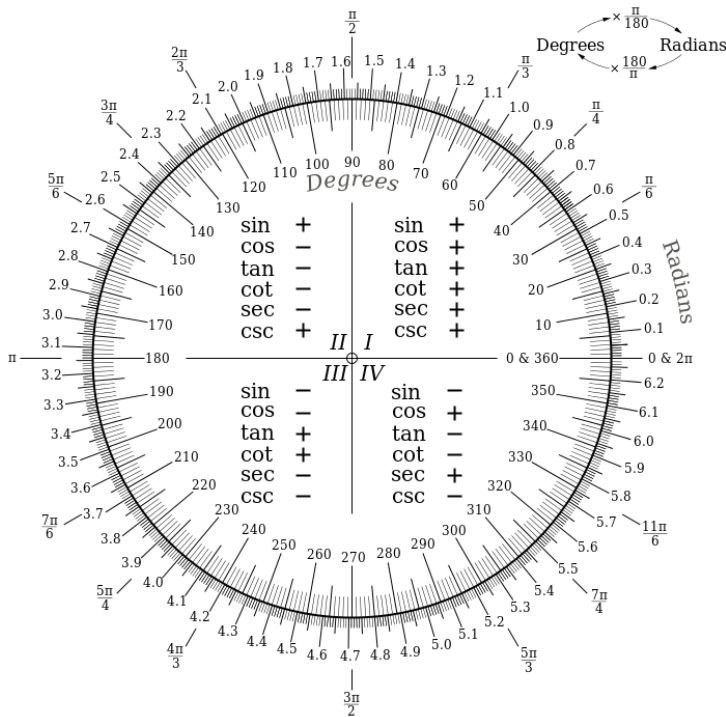 π/2
× π/180
Degrees Radians
× 180/π
2π/3 1.9 1.8 1.7 1.6 1.5 1.4 1.3 1.2 π/3
2.0 1.1
3π/4 2.1 1.0 π/4
2.2 0.9
2.3 110 100 90 80 70 0.8
2.4 120 60 0.7
5π/6 2.5 130 Degrees 50 0.6 π/6
2.6 140 40 0.5
2.7 150 30 0.4
2.8 160 20 0.3
2.9 170 10 0.2
3.0 0.1
Radians
sin + sin +
cos − cos +
tan − tan +
cot − cot +
sec − sec +
csc + csc +
II I
π 3.1 180 0 & 360 0 & 2π
III IV
sin − sin −
cos − cos +
tan + tan −
cot + cot −
sec − sec +
csc − csc −
3.2 190 350 6.2
3.3 200 340 6.1
3.4 210 330 6.0
3.5 220 320 5.9
3.6 230 310 5.8
7π/6 3.7 240 300 5.7 11π/6
3.8 250 260 270 280 290 5.6
3.9 5.5
5π/4 4.0 5.4 7π/4
4.1 5.3
4.2 5.2
4π/3 4.3 4.4 4.5 4.6 4.7 4.8 4.9 5.0 5.1 5π/3
3π/2